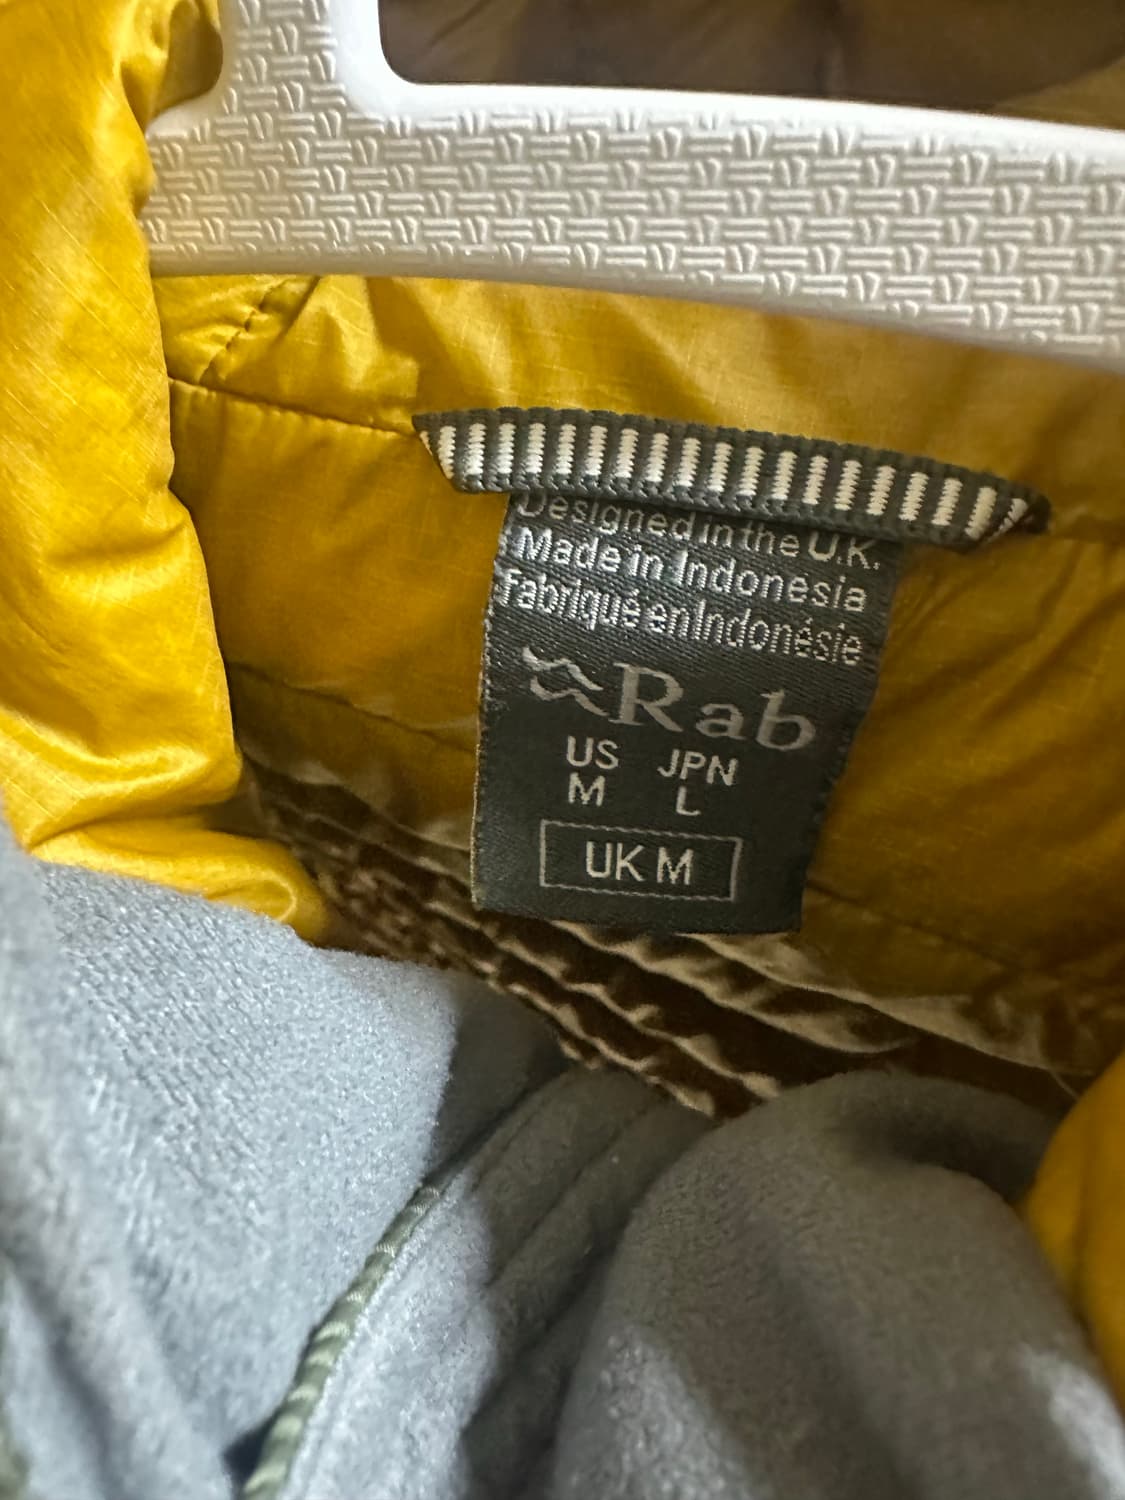 Designed in the U.K.
Made in Indonesia
Fabriqué en Indonésie
Rab
US JPN
M L
UK M